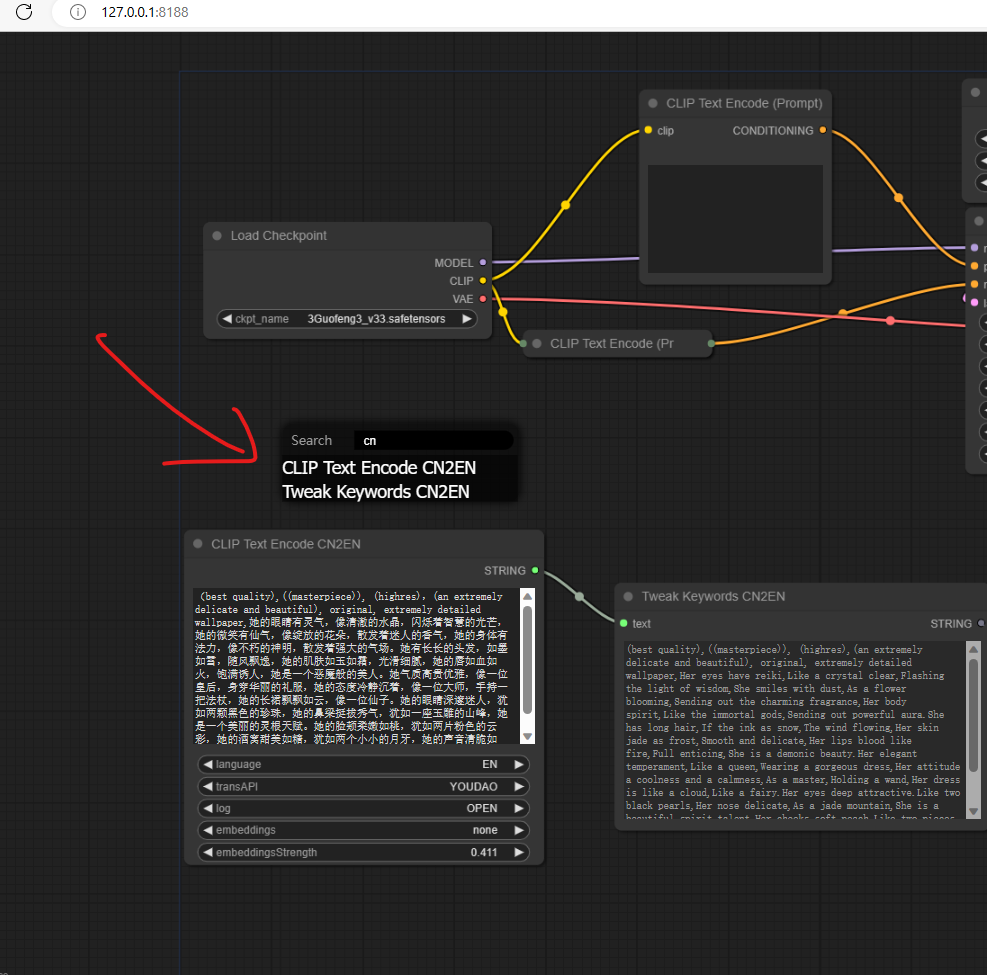 127.0.0.1:8188
CLIP Text Encode (Prompt)
clip
CONDITIONING
Load Checkpoint
MODEL
CLIP
VAE
ckpt_name
3Guofeng3_v33.safetensors
CLIP Text Encode (Pr
Search
cn
CLIP Text Encode CN2EN
Tweak Keywords CN2EN
CLIP Text Encode CN2EN
STRING
(best quality),((masterpiece)), (highres), (an extremely
delicate and beautiful), original, extremely detailed
wallpaper,她的眼睛有灵气，像清澈的水晶，闪烁着智慧的光芒，
她的微笑有仙气，像绽放的花朵，散发着迷人的香气，她的身体有
法力，像不朽的神明，散发着强大的气场。她有长长的头发，如墨
如雪，随风飘逸，她的肌肤如玉如霜，光滑细腻，她的唇如血如
火，饱满诱人，她是一个恶魔般的美人。她气质高贵优雅，像一位
皇后，身穿华丽的礼服，她的态度冷静沉着，像一位大师，手持一
把法杖，她的长裙飘飘如云，像一位仙子。她的眼睛深邃迷人，犹
如两颗黑色的珍珠，她的鼻梁挺拔秀气，犹如一座玉雕的山峰，她
是一个美丽的灵根天赋。她的脸颊柔嫩如桃，犹如两片粉色的云
彩，她的酒窝甜美如糖，犹如两个小小的月牙，她的声音清脆如
language
EN
transAPI
YOUDAO
log
OPEN
embeddings
none
embeddingsStrength
0.411
Tweak Keywords CN2EN
text
STRING
(best quality),((masterpiece)), (highres),(an extremely
delicate and beautiful), original, extremely detailed
wallpaper,Her eyes have reiki,Like a crystal clear,Flashing
the light of wisdom,She smiles with dust,As a flower
blooming,Sending out the charming fragrance,Her body
spirit,Like the immortal gods,Sending out powerful aura.She
has long hair,If the ink as snow,The wind flowing,Her skin
jade as frost,Smooth and delicate,Her lips blood like
fire,Full enticing,She is a demonic beauty.Her elegant
temperament,Like a queen,Wearing a gorgeous dress,Her attitude
a coolness and a calmness,As a master,Holding a wand,Her dress
is like a cloud,Like a fairy.Her eyes deep attractive.Like two
black pearls,Her nose delicate,As a jade mountain,She is a
beautiful spirit talent.Her cheeks soft peach,Like two pieces